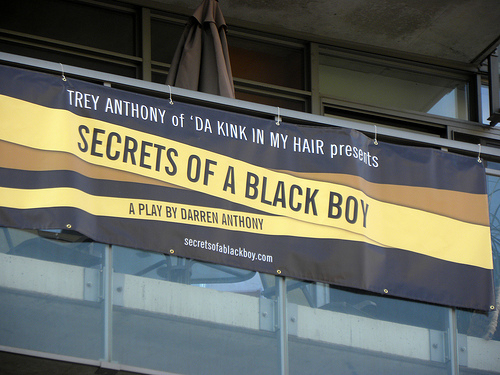 TREY ANTHONY of 'DA KINK IN MY HAIR presents
SECRETS OF A BLACK BOY
A PLAY BY DARREN ANTHONY
secretsofablackboy.com